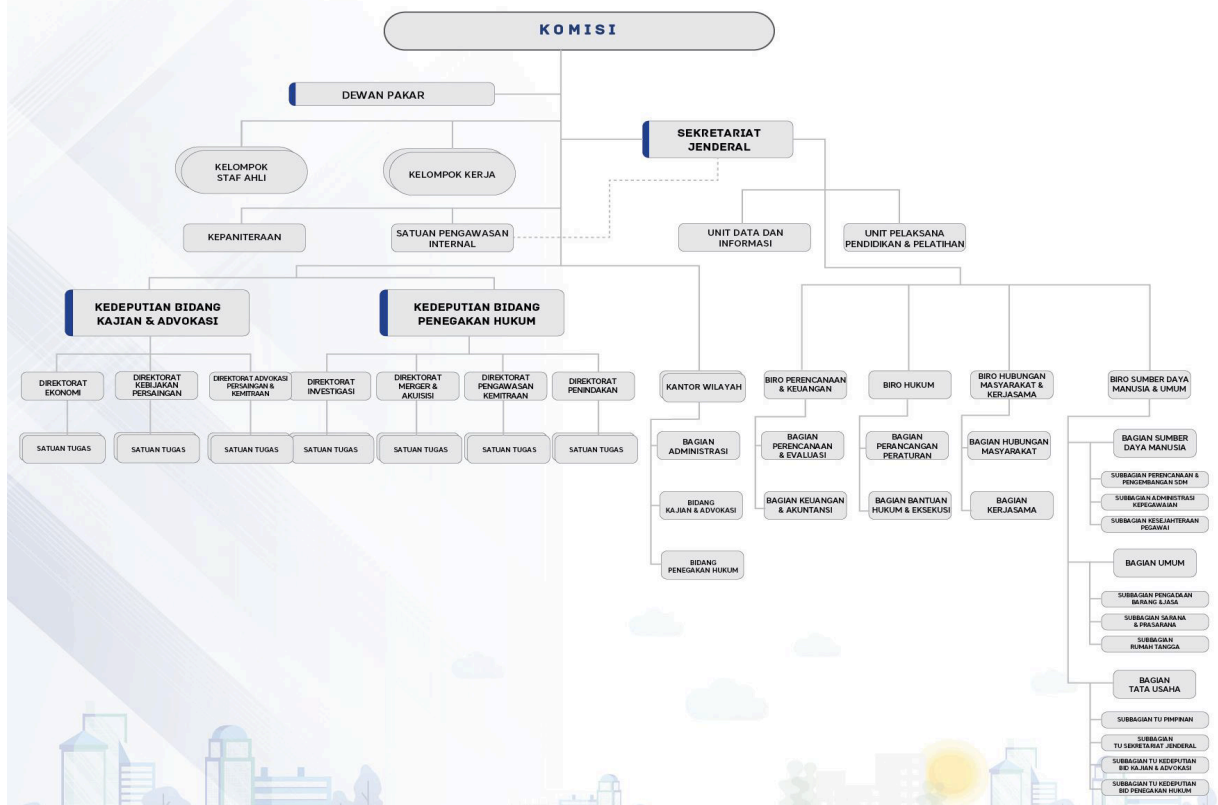 KOMISI
DEWAN PAKAR
SEKRETARIAT
JENDERAL
KELOMPOK
STAF AHLI
KELOMPOK KERJA
KEPANITERAAN
SATUAN PENGAWASAN
INTERNAL
UNIT DATA DAN
INFORMASI
UNIT PELAKSANA
PENDIDIKAN & PELATIHAN
KEDEPUTIAN BIDANG
KAJIAN & ADVOKASI
KEDEPUTIAN BIDANG
PENEGAKAN HUKUM
DIREKTORAT
EKONOMI
DIREKTORAT
KEBIJAKAN
PERSAINGAN
DIREKTORAT ADVOKASI
PERSAINGAN &
KEMITRAAN
DIREKTORAT
INVESTIGASI
DIREKTORAT
MERGER &
AKUISISI
DIREKTORAT
PENGAWASAN
KEMITRAAN
DIREKTORAT
PENINDAKAN
KANTOR WILAYAH
BIRO PERENCANAAN
& KEUANGAN
BIRO HUKUM
BIRO HUBUNGAN
MASYARAKAT &
KERJASAMA
BIRO SUMBER DAYA
MANUSIA & UMUM
SATUAN TUGAS
SATUAN TUGAS
SATUAN TUGAS
SATUAN TUGAS
SATUAN TUGAS
SATUAN TUGAS
SATUAN TUGAS
BAGIAN
ADMINISTRASI
BIDANG
KAJIAN & ADVOKASI
BIDANG
PENEGAKAN HUKUM
BAGIAN
PERENCANAAN
& EVALUASI
BAGIAN KEUANGAN
& AKUNTANSI
BAGIAN
PERANCANGAN
PERATURAN
BAGIAN BANTUAN
HUKUM & EKSEKUSI
BAGIAN HUBUNGAN
MASYARAKAT
BAGIAN
KERJASAMA
BAGIAN SUMBER
DAYA MANUSIA
SUBBAGIAN PERENCANAAN &
PENGEMBANGAN SDM
SUBBAGIAN ADMINISTRASI
KEPEGAWAIAN
SUBBAGIAN KESEJAHTERAAN
PEGAWAI
BAGIAN UMUM
SUBBAGIAN PENGADAAN
BARANG &JASA
SUBBAGIAN SARANA
& PRASARANA
SUBBAGIAN
RUMAH TANGGA
BAGIAN
TATA USAHA
SUBBAGIAN TU PIMPINAN
SUBBAGIAN
TU SEKRETARIAT JENDERAL
SUBBAGIAN TU KEDEPUTIAN
BID KAJIAN & ADVOKASI
SUBBAGIAN TU KEDEPUTIAN
BID PENEGAKAN HUKUM